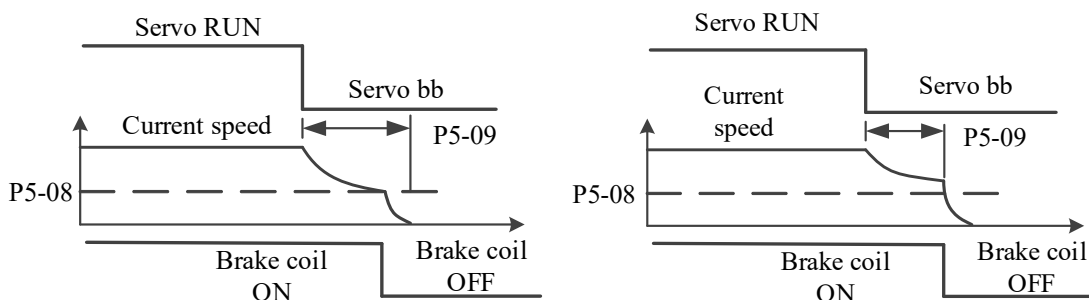 Servo RUN
Servo bb
Current speed
P5-09
P5-08
Brake coil
ON
Brake coil
OFF
Servo RUN
Servo bb
Current
speed
P5-09
P5-08
Brake coil
ON
Brake coil
OFF